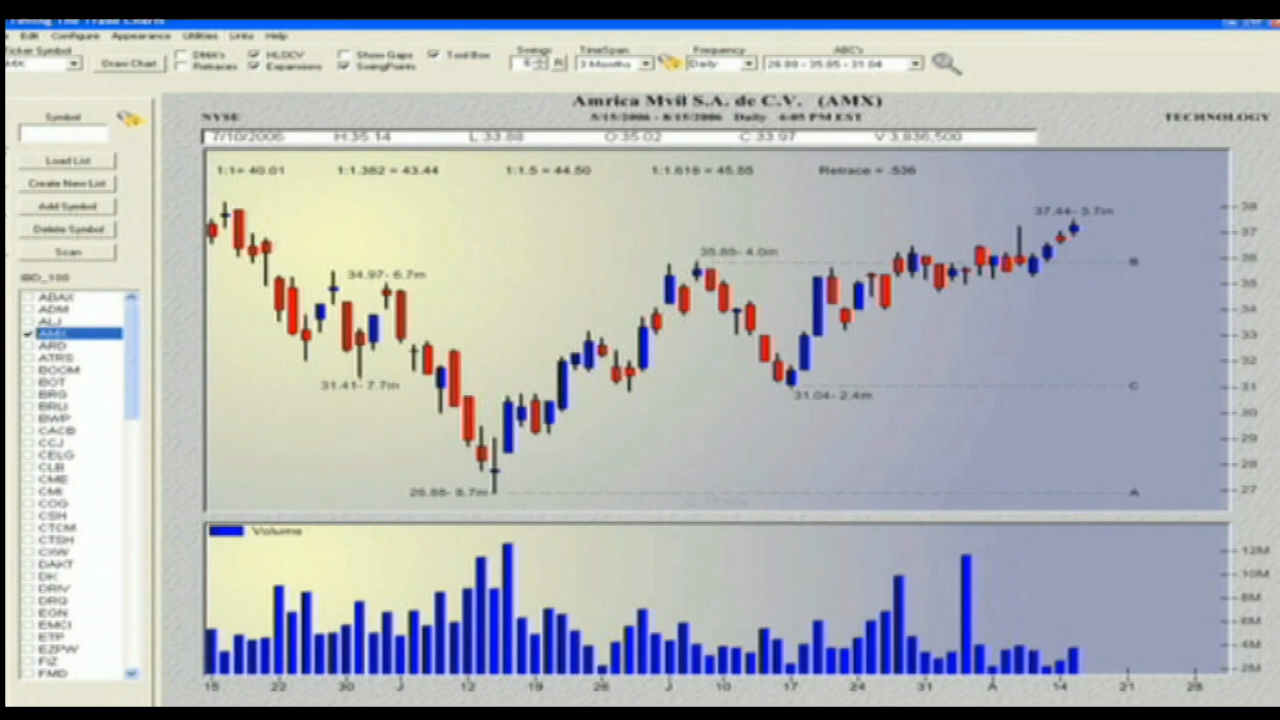 Edit Configure Appearance Utilities Links Help
Ticker Symbol
AMX Draw Chart
DMA's
Retraces
HLOCV
Expansions
Show Gaps
SwingPoints
Tool Box
Swings
6 R
TimeSpan
3 Months
Frequency
Daily
ABC's
26.88 - 35.85 - 31.04
Symbol
Load List
Create New List
Add Symbol
Delete Symbol
Scan
IBD_100
ABAX
ADM
ALJ
AMX
ARD
ATRS
BOOM
BOT
BRG
BRLI
BWP
CACB
CCJ
CELG
CLB
CME
CMI
COG
CSH
CTCM
CTSH
CXW
DAKT
DK
DRIV
DRQ
EGN
EMCI
ETP
EZPW
FIZ
FMD
Amrica Mvil S.A. de C.V. (AMX)
NYSE 5/15/2006 - 8/15/2006 Daily 4:05 PM EST TECHNOLOGY
7/10/2006 H:35.14 L:33.88 O:35.02 C:33.97 V:3,836,500
1:1= 40.01 1:1.382 = 43.44 1:1.5 = 44.50 1:1.618 = 45.55 Retrace = .536
37.44- 3.7m
35.85- 4.0m
34.97- 6.7m
31.41- 7.7m
31.04- 2.4m
26.88- 8.7m
B
C
A
38
37
36
35
34
33
32
31
30
29
28
27
Volume
12M
10M
8M
6M
4M
2M
15 22 30 J 12 19 26 J 10 17 24 31 A 14 21 28